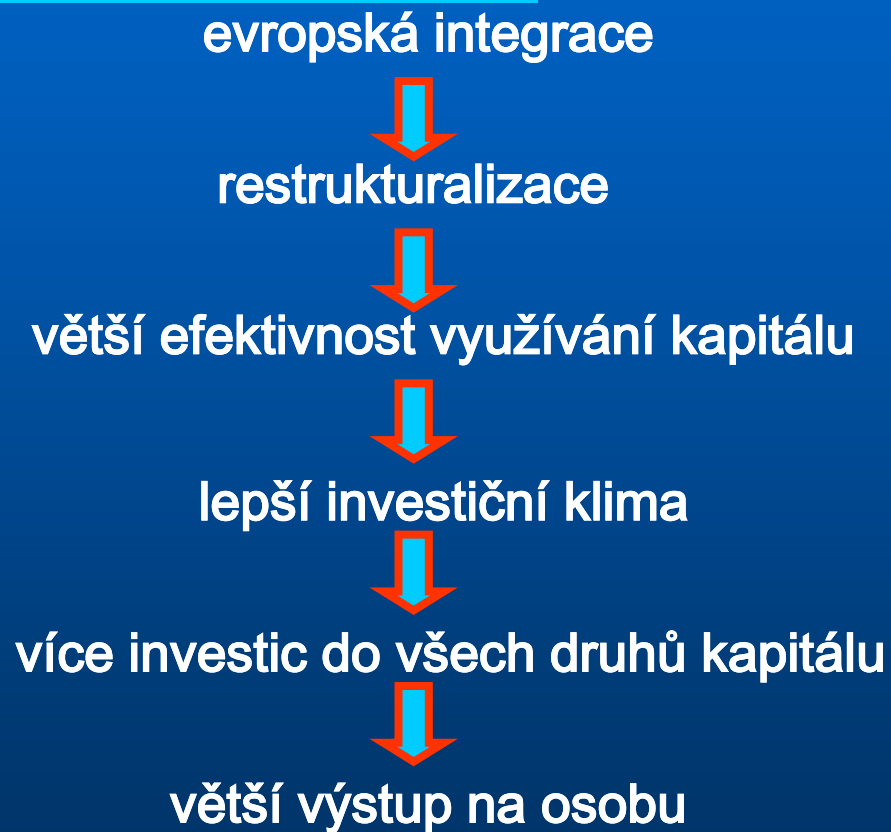 evropská integrace
restrukturalizace
větší efektivnost využívání kapitálu
lepší investiční klima
více investic do všech druhů kapitálu
větší výstup na osobu